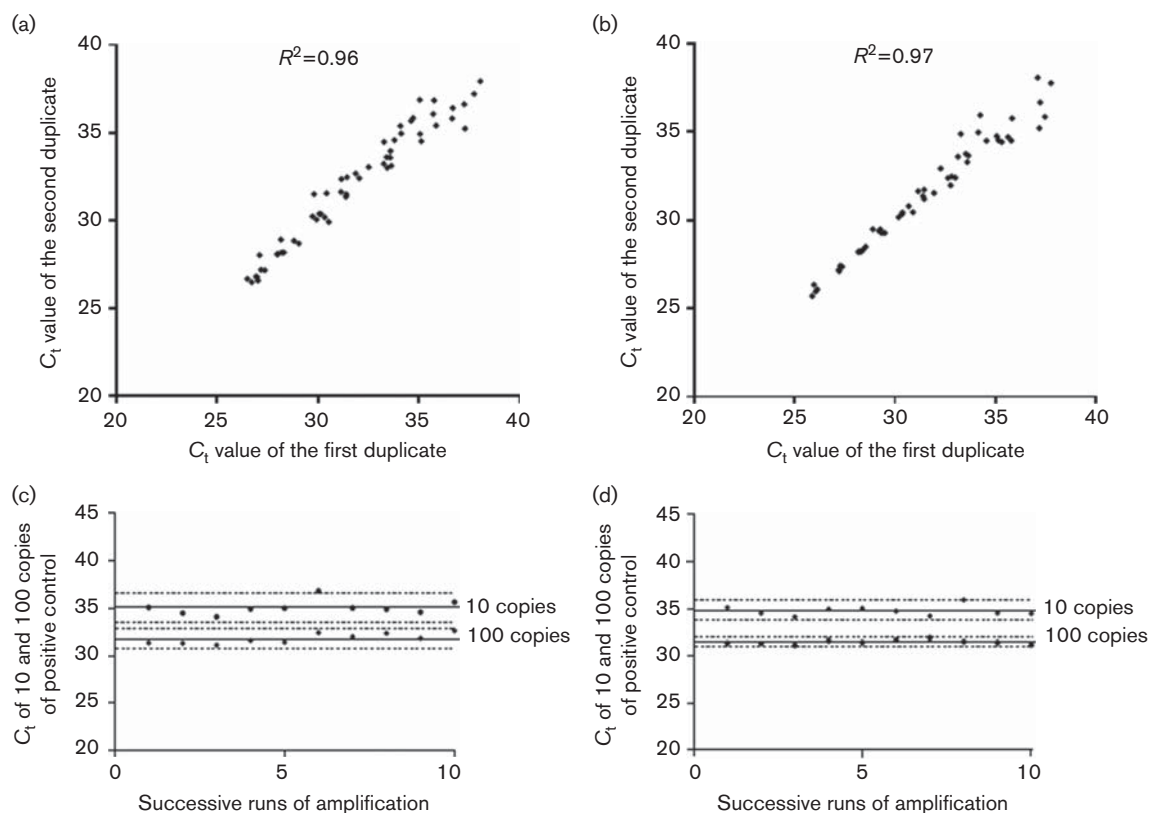 (a)
40
35
30
25
20
R²=0.96
Cₜ value of the second duplicate
20
25
30
35
40
Cₜ value of the first duplicate
(b)
40
35
30
25
20
R²=0.97
Cₜ value of the second duplicate
20
25
30
35
40
Cₜ value of the first duplicate
(c)
45
40
35
30
25
20
Cₜ of 10 and 100 copies
of positive control
10 copies
100 copies
0
5
10
Successive runs of amplification
(d)
45
40
35
30
25
20
Cₜ of 10 and 100 copies
of positive control
10 copies
100 copies
0
5
10
Successive runs of amplification